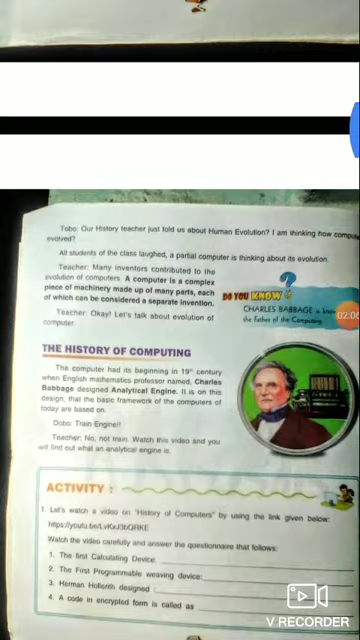 Tobo: Our History teacher just told us about Human Evolution? I am thinking how
evolved?
All students of the class laughed, a partial computer is thinking about its evolution.
Teacher: Many inventors contributed to the
evolution of computers. A computer is a complex
piece of machinery made up of many parts, each
of which can be considered a separate invention.
Teacher: Okay! Let's talk about evolution of
computer.
DO YOU KNOW ?
CHARLES BABBAGE is
the Father of the Computing
02:06
THE HISTORY OF COMPUTING
The computer had its beginning in 19th century
when English mathematics professor named, Charles
Babbage designed Analytical Engine. It is on this
design, that the basic framework of the computers of
today are based on.
Dobo: Train Engine!!
Teacher: No, not train. Watch this video and you
will find out what an analytical engine is.
ACTIVITY :
1. Let's watch a video on "History of Computers" by using the link given below:
Watch the video carefully and answer the questionnaire that follows:
1. The first Calculating Device:
2. The First Programmable weaving device:
3. Herman Hollerith designed :
4. A code in encrypted form is called as
V RECORDER